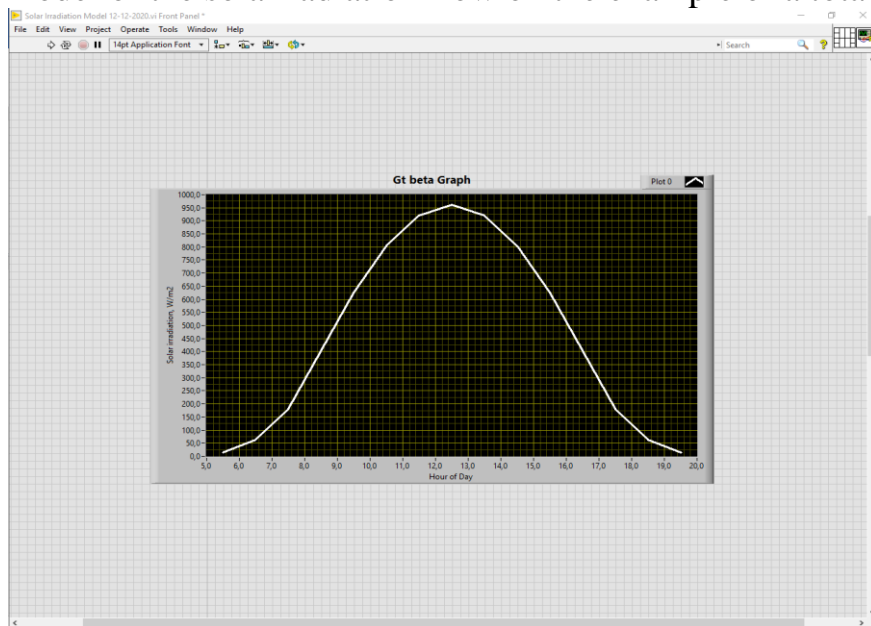 Solar Irradiation Model 12-12-2020.vi Front Panel *
File Edit View Project Operate Tools Window Help
14pt Application Font
Search
Gt beta Graph
Plot 0
1000,0
950,0
900,0
850,0
800,0
750,0
700,0
650,0
600,0
550,0
500,0
450,0
400,0
350,0
300,0
250,0
200,0
150,0
100,0
50,0
0,0
Solar irradiation, W/m2
5,0 6,0 7,0 8,0 9,0 10,0 11,0 12,0 13,0 14,0 15,0 16,0 17,0 18,0 19,0 20,0
Hour of Day